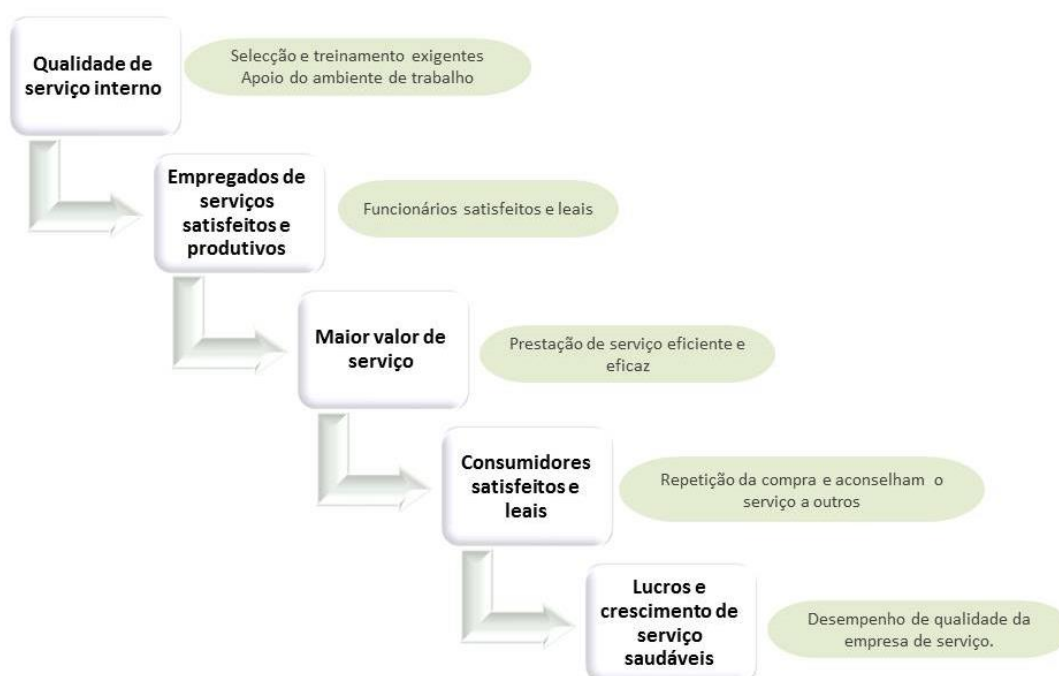 Qualidade de
serviço interno
Selecção e treinamento exigentes
Apoio do ambiente de trabalho
Empregados de
serviços
satisfeitos e
produtivos
Funcionários satisfeitos e leais
Maior valor de
serviço
Prestação de serviço eficiente e
eficaz
Consumidores
satisfeitos e
leais
Repetição da compra e aconselham o
serviço a outros
Lucros e
crescimento de
serviço
saudáveis
Desempenho de qualidade da
empresa de serviço.